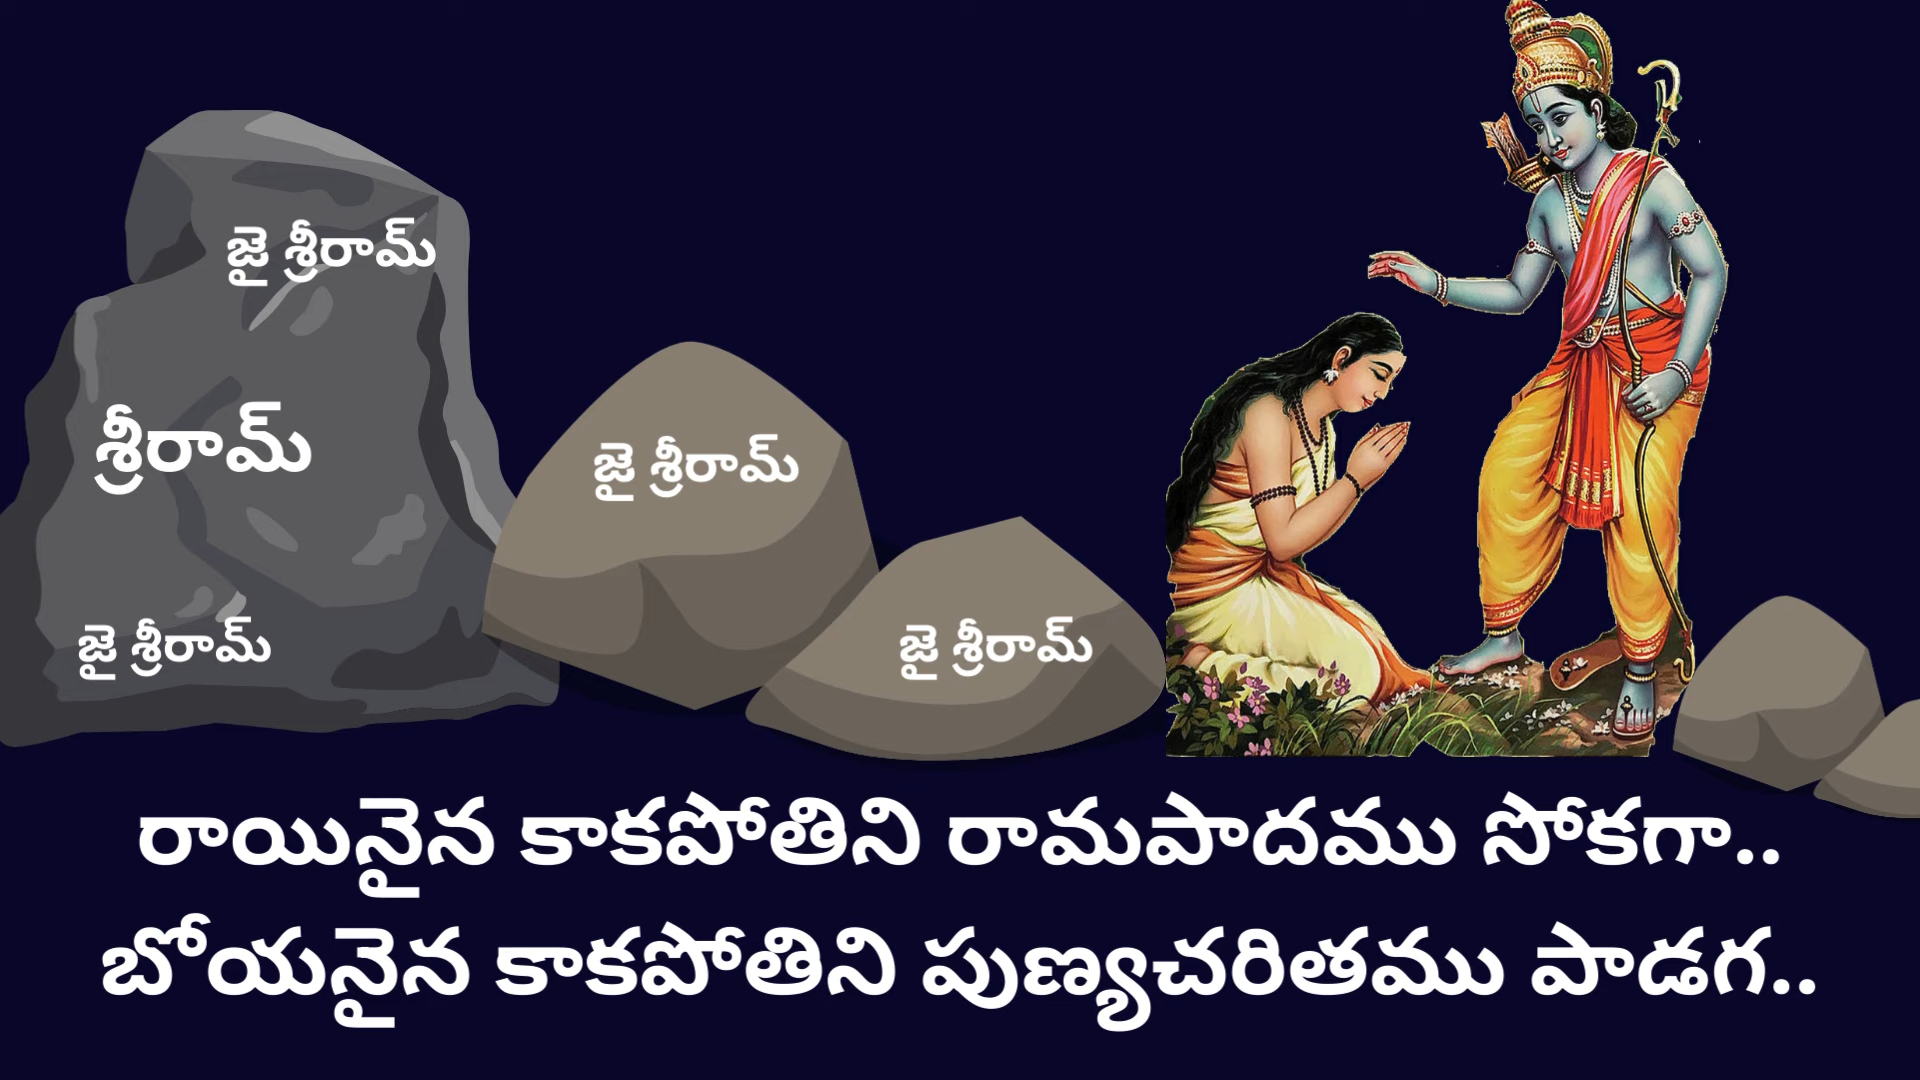 జై శ్రీరామ్
శ్రీరామ్
జై శ్రీరామ్
జై శ్రీరామ్
జై శ్రీరామ్
రాయినైన కాకపోతిని రామపాదము సోకగా..
బోయనైన కాకపోతిని పుణ్యచరితము పాడగ..